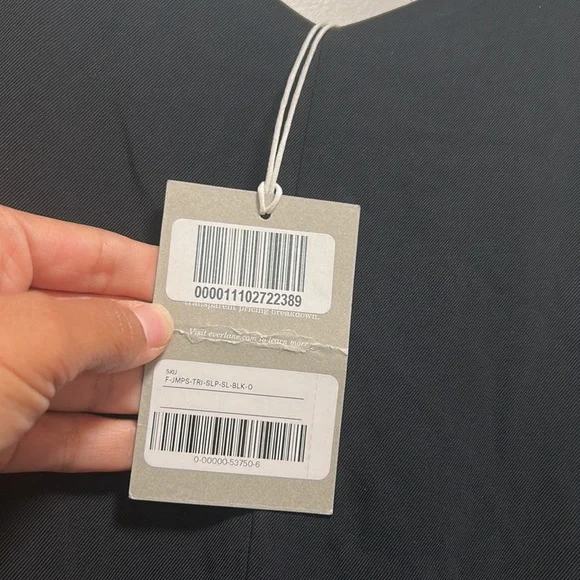 000011102722389
transparent pricing breakdown.
Visit everlane.com to learn more
SKU
F-JMPS-TRI-SLP-SL-BLK-0
0-00000-53750-6